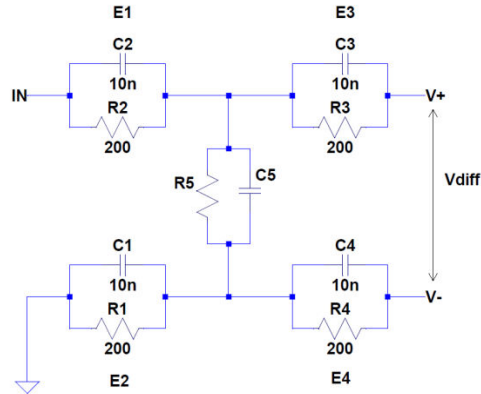 E1 E3
C2 C3
10n 10n
IN V+
R2 R3
200 200
R5 C5 Vdiff
C1 C4
10n 10n
V-
R1 R4
200 200
E2 E4